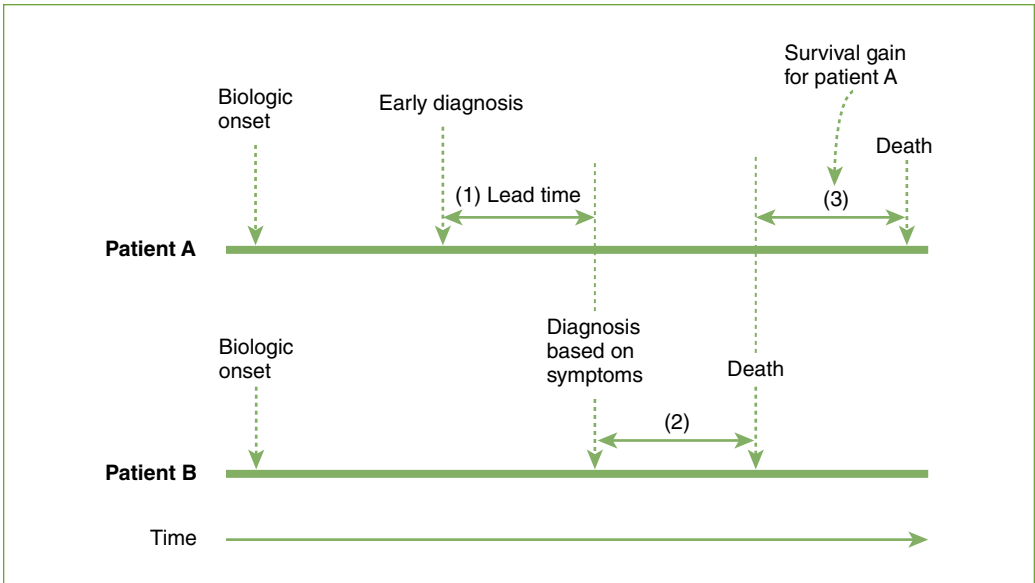 Survival gain
for patient A
Biologic
onset
Early diagnosis
Death
(1) Lead time
(3)
Patient A
Diagnosis
based on
symptoms
Biologic
onset
Death
(2)
Patient B
Time